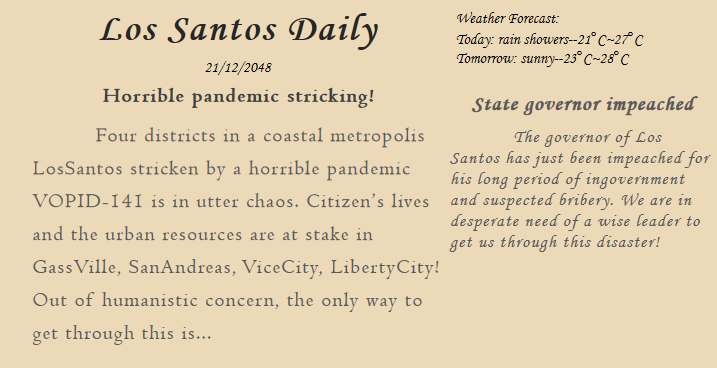 Los Santos Daily
21/12/2048
Horrible pandemic stricking!
Four districts in a coastal metropolis
LosSantos stricken by a horrible pandemic
VOPID-141 is in utter chaos. Citizen's lives
and the urban resources are at stake in
GassVille, SanAndreas, ViceCity, LibertyCity!
Out of humanistic concern, the only way to
get through this is...
Weather Forecast:
Today: rain showers--21°C~27°C
Tomorrow: sunny--23°C~28°C
State governor impeached
The governor of Los
Santos has just been impeached for
his long period of ingovernment
and suspected bribery. We are in
desperate need of a wise leader to
get us through this disaster!